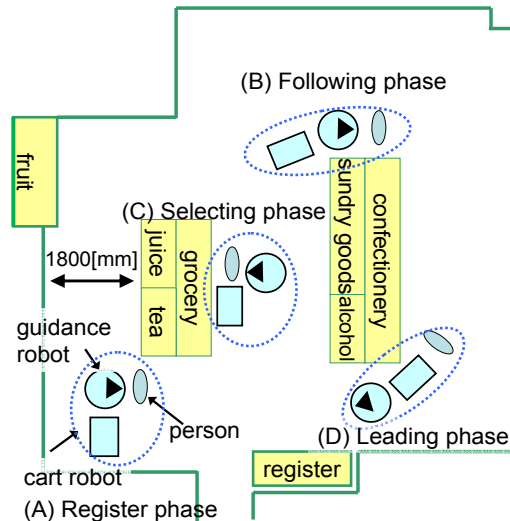 (B) Following phase
fruit
sundry goods
confectionery
(C) Selecting phase
juice
grocery
1800[mm]
tea
alcohol
guidance
robot
person
(D) Leading phase
cart robot
register
(A) Register phase